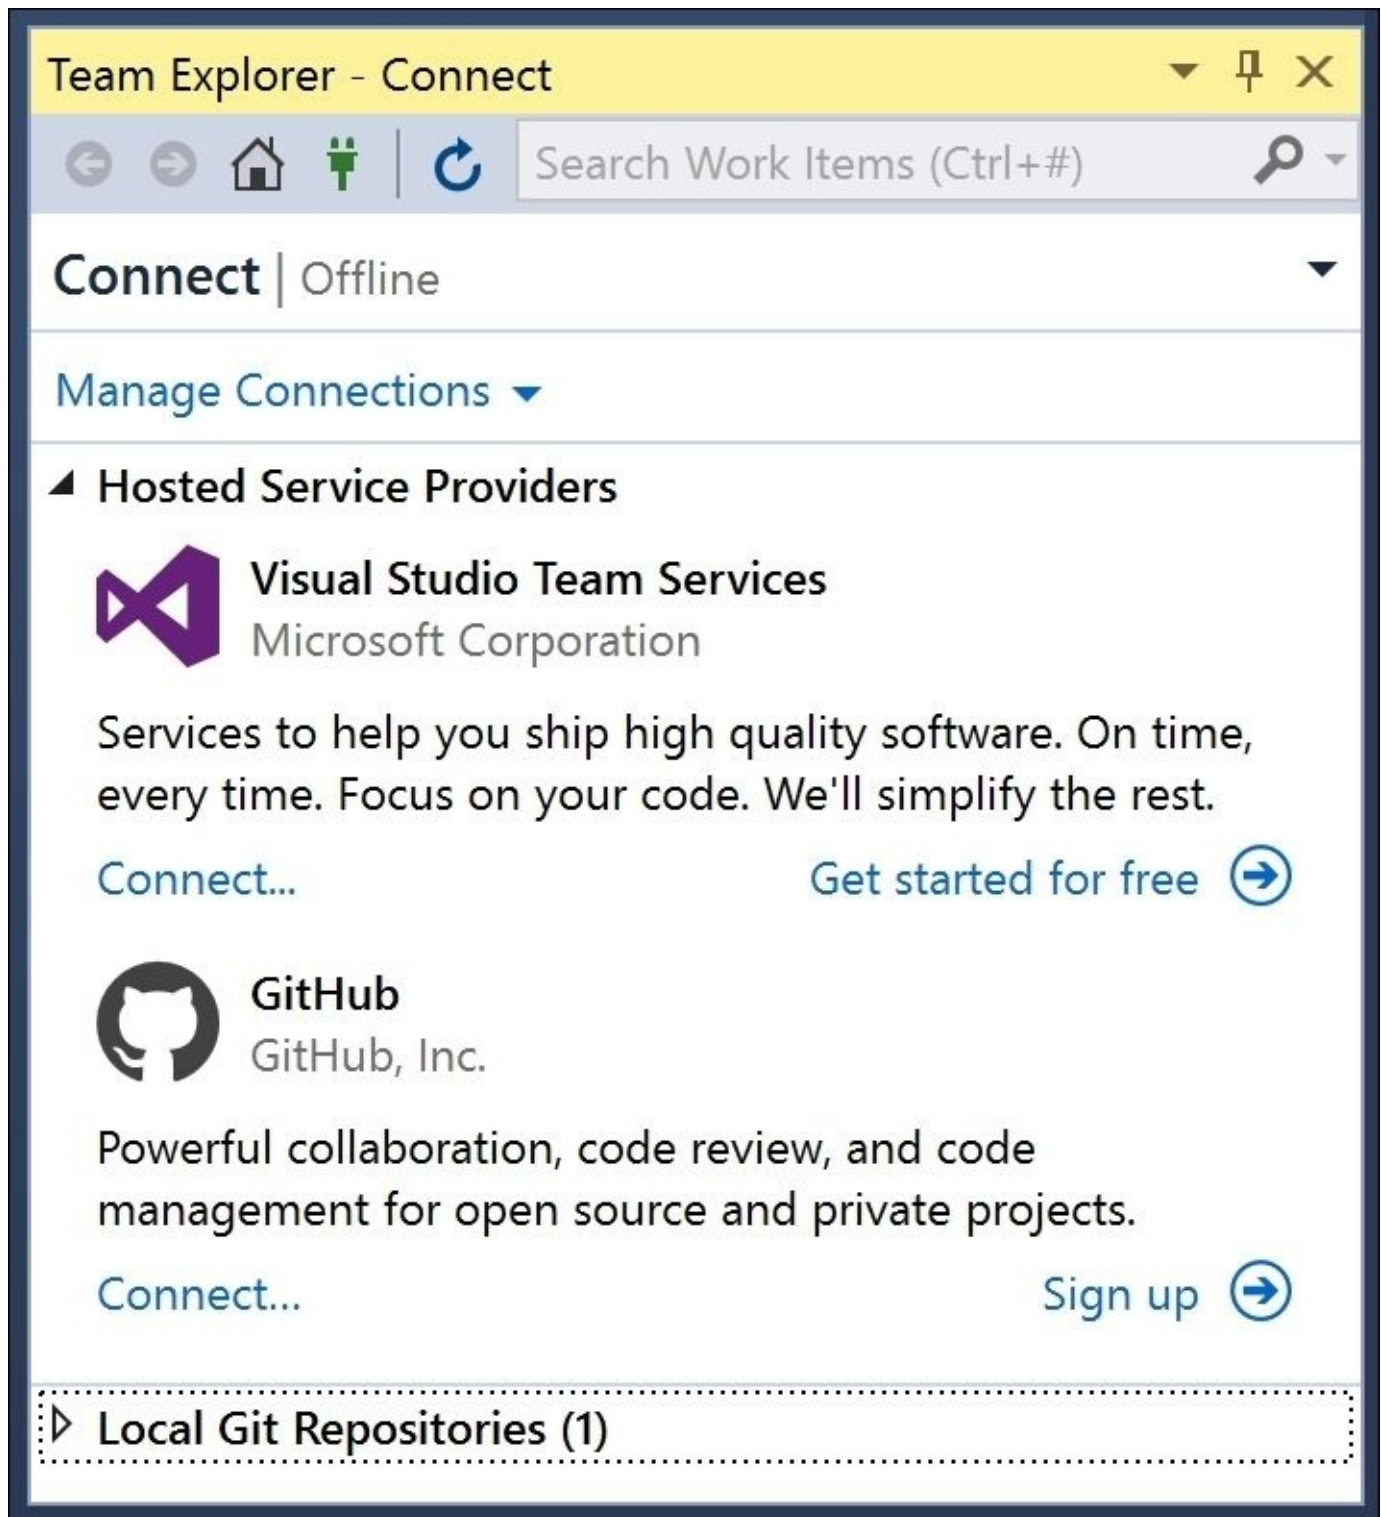 Team Explorer - Connect
Search Work Items (Ctrl+#)
Connect | Offline
Manage Connections
Hosted Service Providers
Visual Studio Team Services
Microsoft Corporation
Services to help you ship high quality software. On time,
every time. Focus on your code. We'll simplify the rest.
Connect... Get started for free
GitHub
GitHub, Inc.
Powerful collaboration, code review, and code
management for open source and private projects.
Connect... Sign up
Local Git Repositories (1)